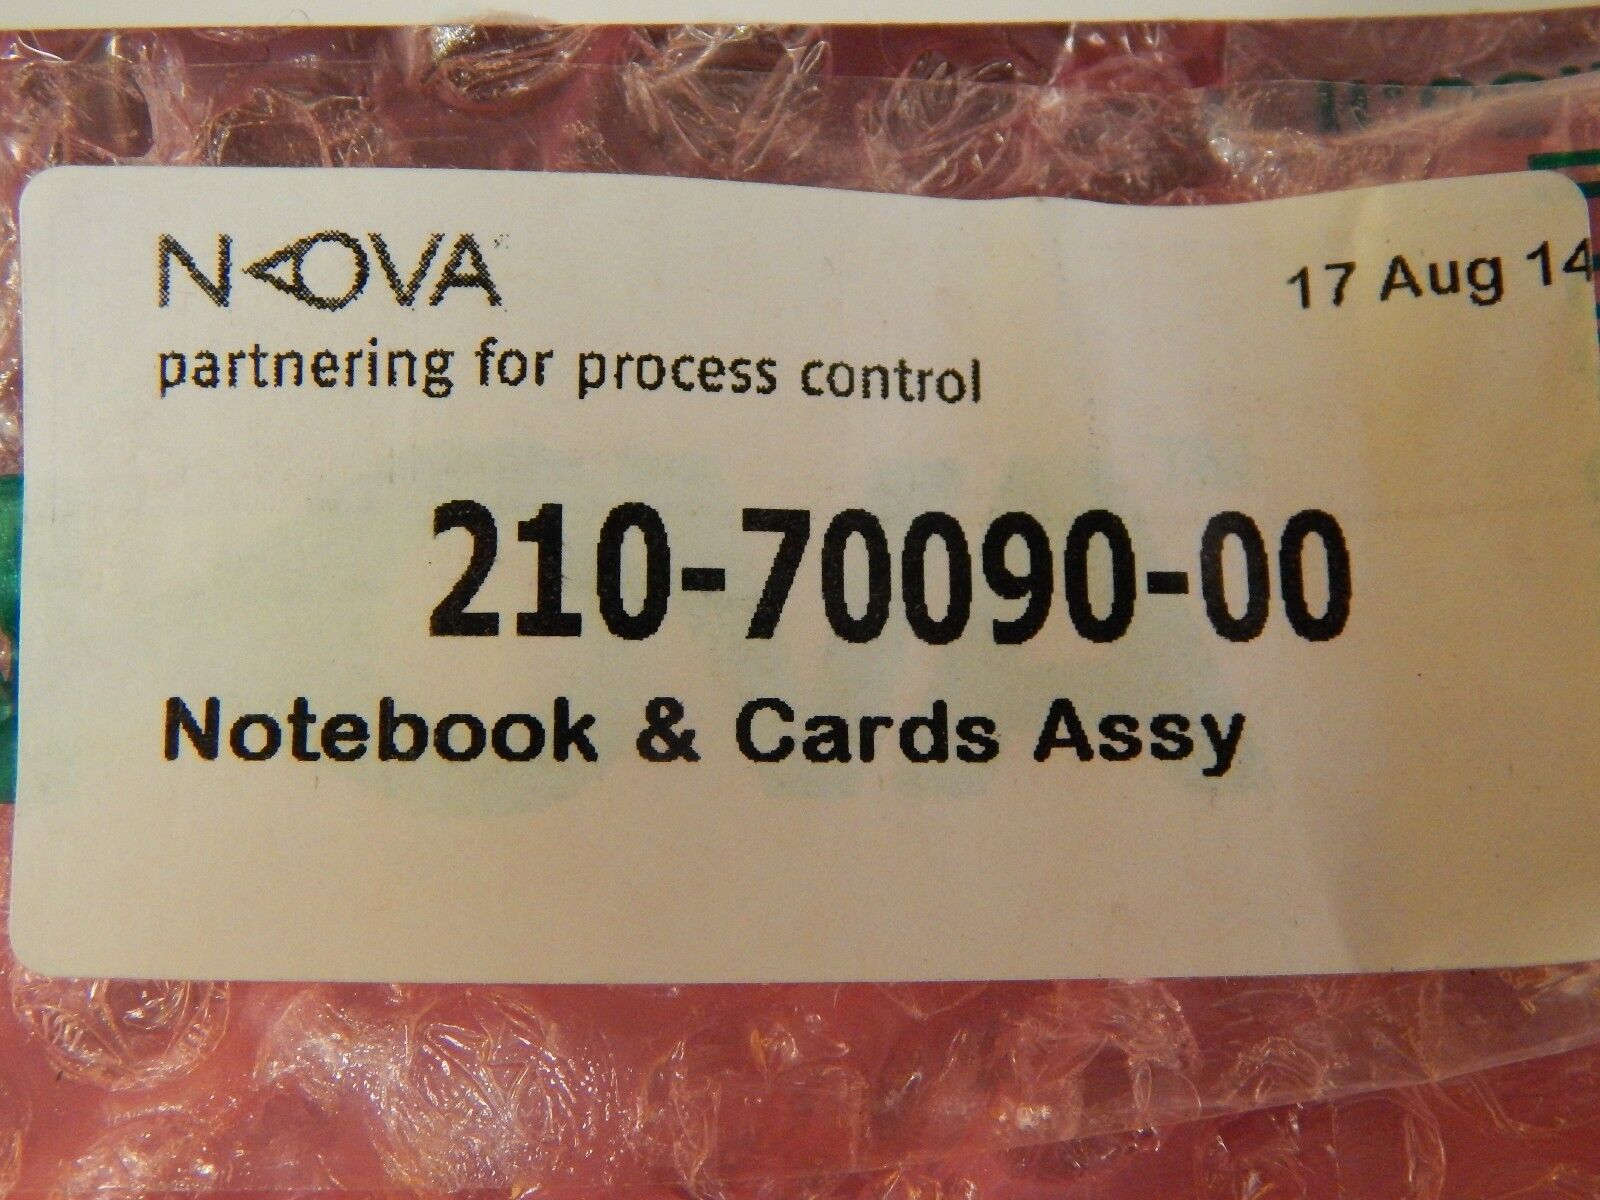 NOVA
17 Aug 14
partnering for process control
210-70090-00
Notebook & Cards Assy